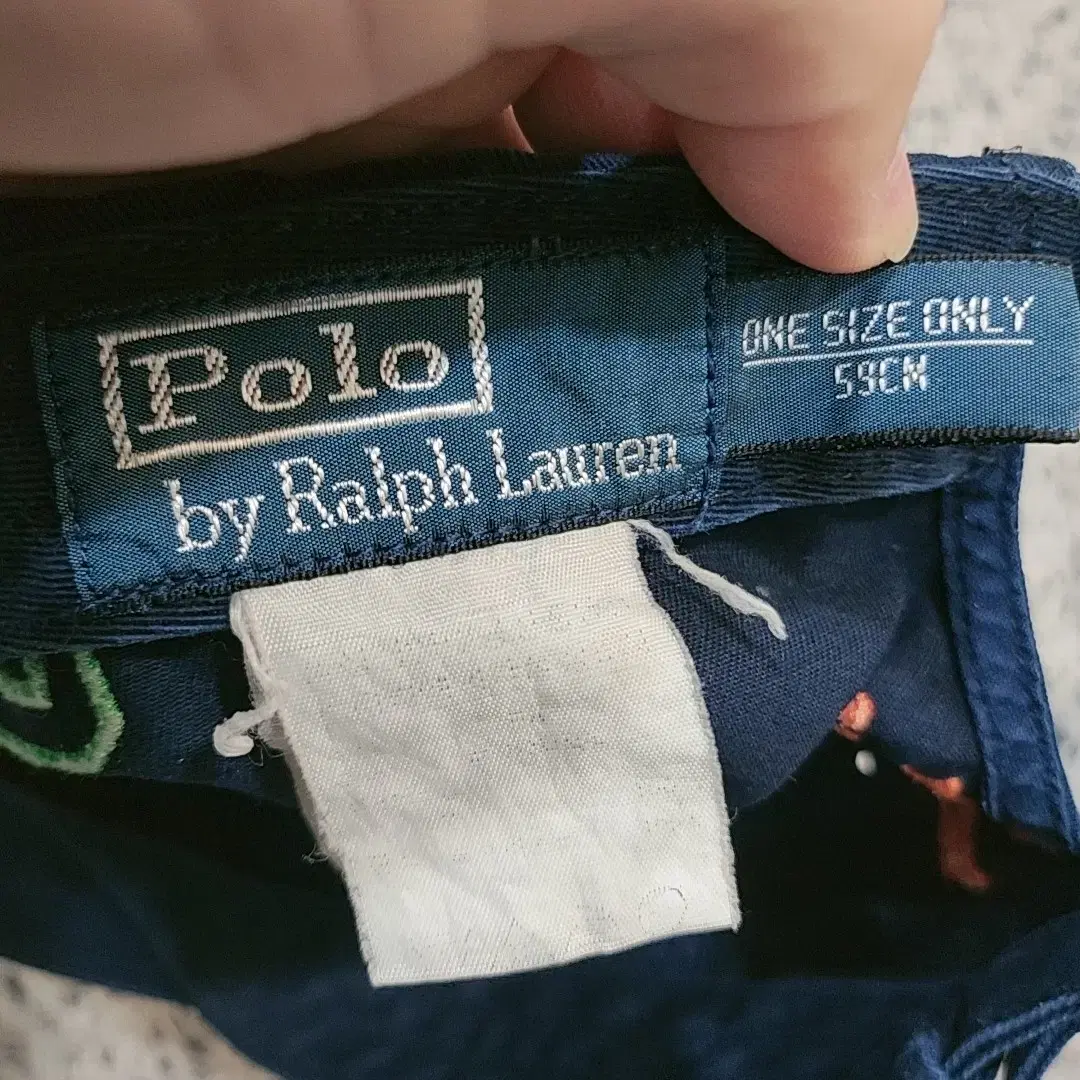 Polo
by Ralph Lauren
ONE SIZE ONLY
59CM